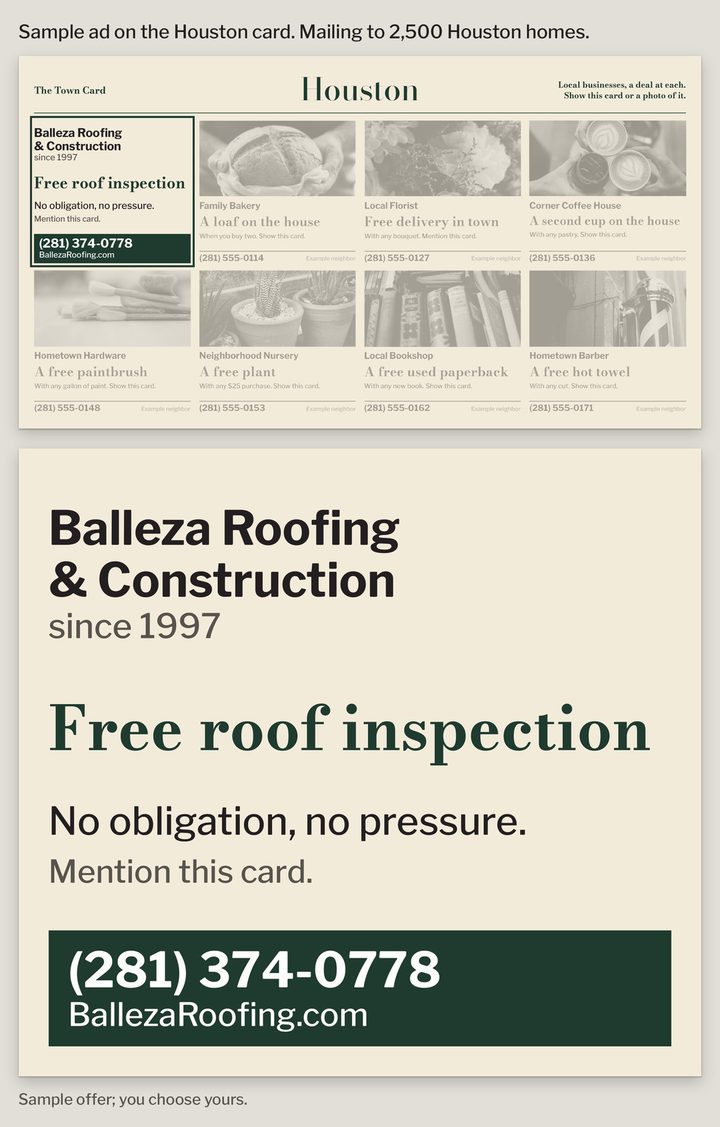 Sample ad on the Houston card. Mailing to 2,500 Houston homes.
The Town Card
Houston
Local businesses, a deal at each.
Show this card or a photo of it.
Balleza Roofing
& Construction
since 1997
Free roof inspection
No obligation, no pressure.
Mention this card.
(281) 374-0778
BallezaRoofing.com
Family Bakery
A loaf on the house
When you buy two. Show this card.
(281) 555-0114
Example neighbor
Local Florist
Free delivery in town
With any bouquet. Mention this card.
(281) 555-0127
Example neighbor
Corner Coffee House
A second cup on the house
With any pastry. Show this card.
(281) 555-0136
Example neighbor
Hometown Hardware
A free paintbrush
With any gallon of paint. Show this card.
(281) 555-0148
Example neighbor
Neighborhood Nursery
A free plant
With any $25 purchase. Show this card.
(281) 555-0153
Example neighbor
Local Bookshop
A free used paperback
With any new book. Show this card.
(281) 555-0162
Example neighbor
Hometown Barber
A free hot towel
With any cut. Show this card.
(281) 555-0171
Example neighbor
Balleza Roofing
& Construction
since 1997
Free roof inspection
No obligation, no pressure.
Mention this card.
(281) 374-0778
BallezaRoofing.com
Sample offer; you choose yours.